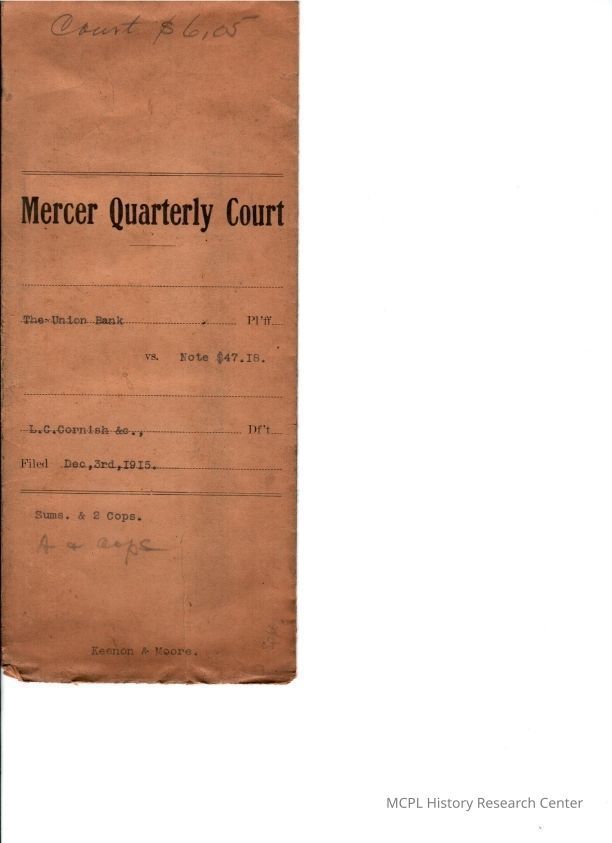 Court $6,05
Mercer Quarterly Court
The Union Bank Pl'ff
vs. Note $47.18.
L.C.Cornish &c., Df't
Filed Dec,3rd,1915.
Sums. & 2 Cops.
Keenon & Moore.
MCPL History Research Center